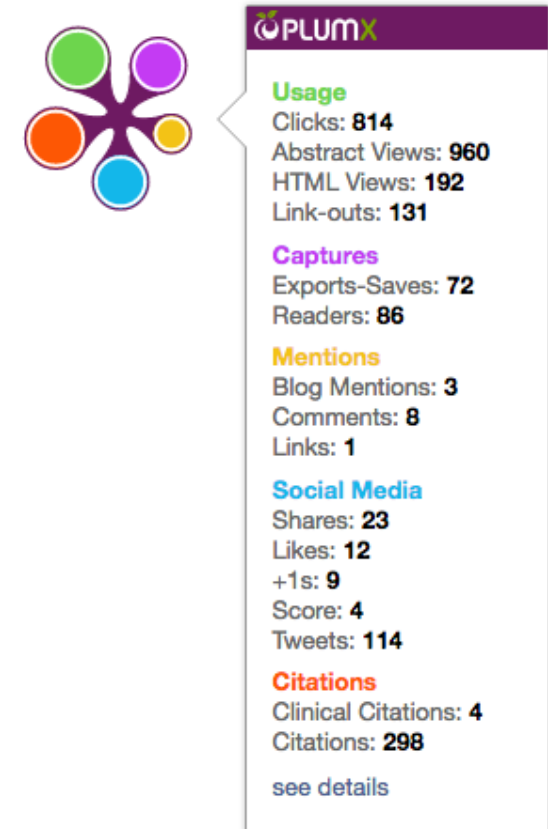 PLUMX
Usage
Clicks: 814
Abstract Views: 960
HTML Views: 192
Link-outs: 131
Captures
Exports-Saves: 72
Readers: 86
Mentions
Blog Mentions: 3
Comments: 8
Links: 1
Social Media
Shares: 23
Likes: 12
+1s: 9
Score: 4
Tweets: 114
Citations
Clinical Citations: 4
Citations: 298
see details